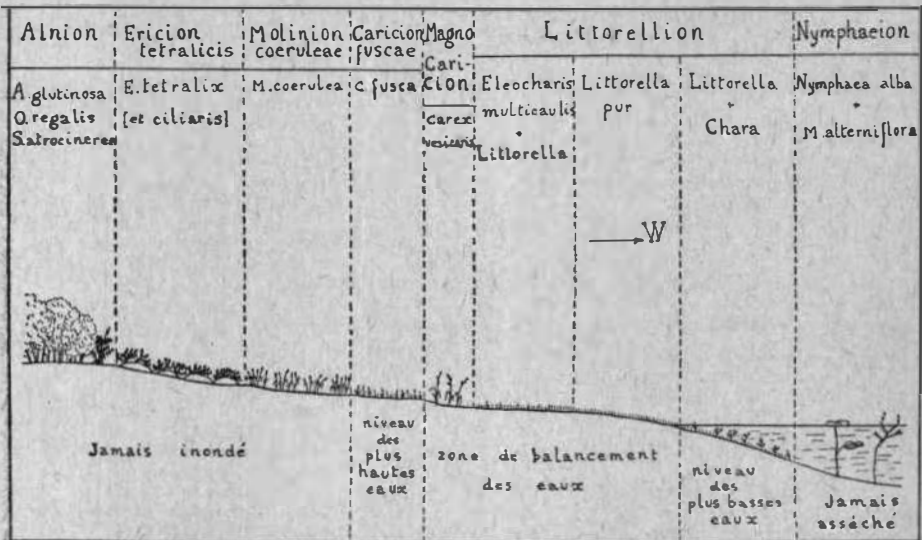 Alnion
A.glutinosa
O.regalis
S.atrocinerea
Ericion
tetralicis
E.tetralix
[et ciliaris]
Molinion
coeruleae
M.coerulea
Caricion
fuscae
C.fusca
Magno
Cari-
cion
Carex
vesicaria
Littorellion
Eleocharis
multicaulis
+
Littorella
Littorella
pur
Littorella
+
Chara
Nymphaeion
Nymphaea alba
+
M.alterniflora
→ W
Jamais inondé
niveau
des
plus
hautes
eaux
zone de balancement
des eaux
niveau
des
plus basses
eaux
Jamais
asséché